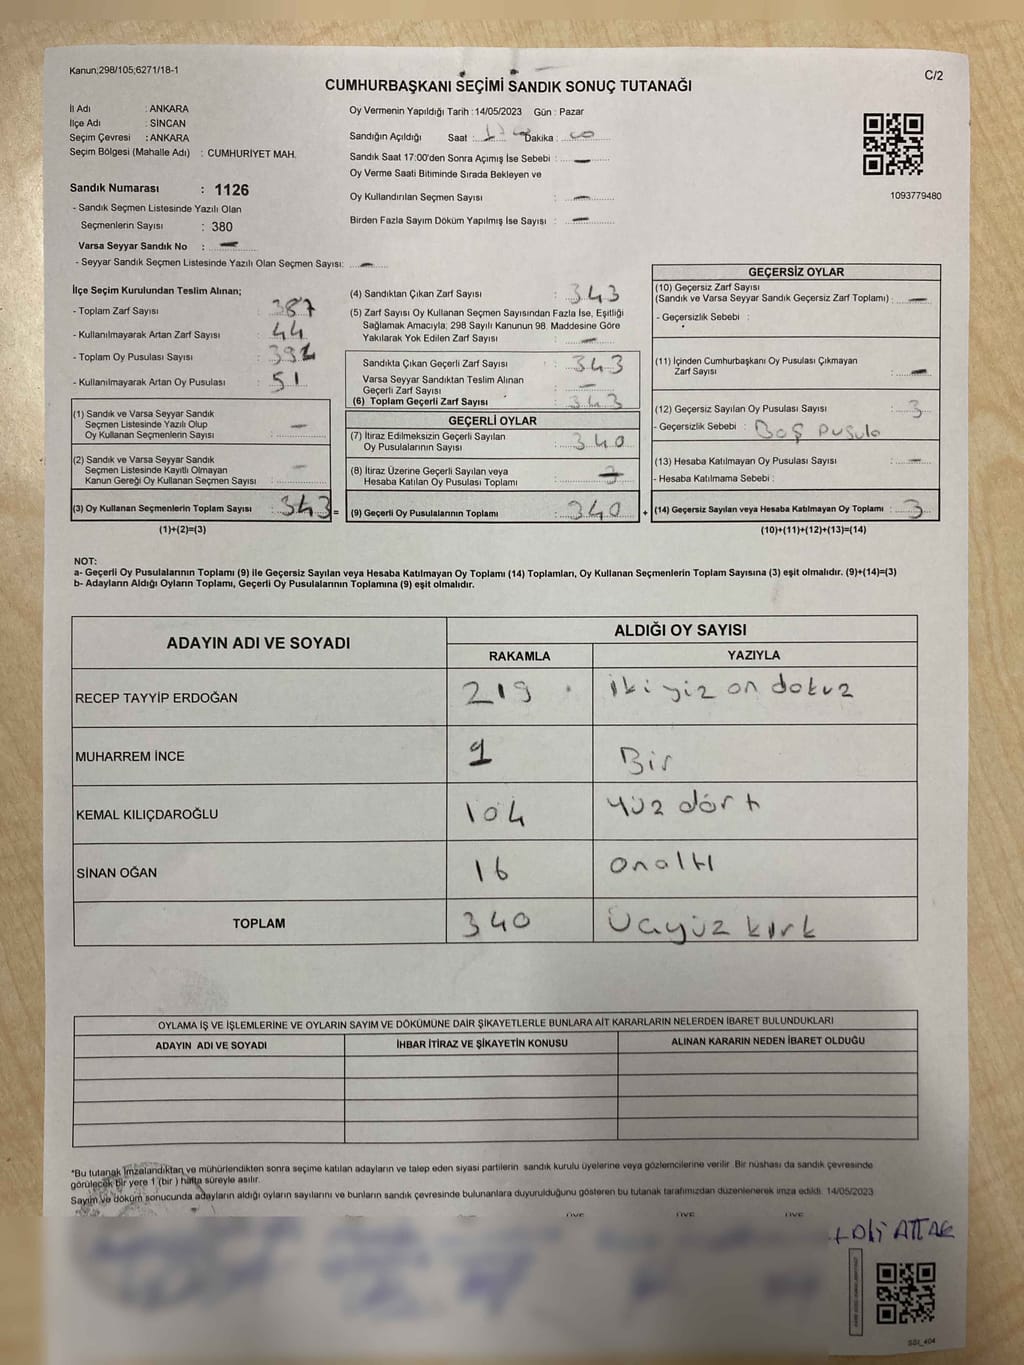 Kanun;298/105;6271/18-1
C/2
CUMHURBAŞKANI SEÇİMİ SANDIK SONUÇ TUTANAĞI
İl Adı : ANKARA
İlçe Adı : SİNCAN
Seçim Çevresi : ANKARA
Seçim Bölgesi (Mahalle Adı) : CUMHURİYET MAH.
Sandık Numarası : 1126
- Sandık Seçmen Listesinde Yazılı Olan
Seçmenlerin Sayısı : 380
Varsa Seyyar Sandık No : —
- Seyyar Sandık Seçmen Listesinde Yazılı Olan Seçmen Sayısı: —
Oy Vermenin Yapıldığı Tarih : 14/05/2023 Gün : Pazar
Sandığın Açıldığı Saat : Dakika :
Sandık Saat 17:00'den Sonra Açımış İse Sebebi : —
Oy Verme Saati Bitiminde Sırada Bekleyen ve
Oy Kullandırılan Seçmen Sayısı : —
Birden Fazla Sayım Döküm Yapılmış İse Sayısı : —
1093779480
İlçe Seçim Kurulundan Teslim Alınan;
- Toplam Zarf Sayısı : 387
- Kullanılmayarak Artan Zarf Sayısı : 44
- Toplam Oy Pusulası Sayısı :
- Kullanılmayarak Artan Oy Pusulası : 51
(1) Sandık ve Varsa Seyyar Sandık
Seçmen Listesinde Yazılı Olup
Oy Kullanan Seçmenlerin Sayısı : —
(2) Sandık ve Varsa Seyyar Sandık
Seçmen Listesinde Kayıtlı Olmayan
Kanun Gereği Oy Kullanan Seçmen Sayısı : —
(3) Oy Kullanan Seçmenlerin Toplam Sayısı : 343 =
(1)+(2)=(3)
(4) Sandıktan Çıkan Zarf Sayısı : 343
(5) Zarf Sayısı Oy Kullanan Seçmen Sayısından Fazla İse, Eşitliği
Sağlamak Amacıyla; 298 Sayılı Kanunun 98. Maddesine Göre
Yakılarak Yok Edilen Zarf Sayısı : —
Sandıkta Çıkan Geçerli Zarf Sayısı : 343
Varsa Seyyar Sandıktan Teslim Alınan
Geçerli Zarf Sayısı : —
(6) Toplam Geçerli Zarf Sayısı : 343
GEÇERLİ OYLAR
(7) İtiraz Edilmeksizin Geçerli Sayılan
Oy Pusulalarının Sayısı : 340
(8) İtiraz Üzerine Geçerli Sayılan veya
Hesaba Katılan Oy Pusulası Toplamı :
(9) Geçerli Oy Pusulalarının Toplamı : 340 +
GEÇERSİZ OYLAR
(10) Geçersiz Zarf Sayısı
(Sandık ve Varsa Seyyar Sandık Geçersiz Zarf Toplamı) : —
- Geçersizlik Sebebi :
(11) İçinden Cumhurbaşkanı Oy Pusulası Çıkmayan
Zarf Sayısı : —
(12) Geçersiz Sayılan Oy Pusulası Sayısı : 3
- Geçersizlik Sebebi : Boş pusula
(13) Hesaba Katılmayan Oy Pusulası Sayısı : —
- Hesaba Katılmama Sebebi :
(14) Geçersiz Sayılan veya Hesaba Katılmayan Oy Toplamı : 3
(10)+(11)+(12)+(13)=(14)
NOT:
a- Geçerli Oy Pusulalarının Toplamı (9) ile Geçersiz Sayılan veya Hesaba Katılmayan Oy Toplamı (14) Toplamları, Oy Kullanan Seçmenlerin Toplam Sayısına (3) eşit olmalıdır. (9)+(14)=(3)
b- Adayların Aldığı Oyların Toplamı, Geçerli Oy Pusulalarının Toplamına (9) eşit olmalıdır.
ADAYIN ADI VE SOYADI
ALDIĞI OY SAYISI
RAKAMLA YAZIYLA
RECEP TAYYİP ERDOĞAN 219 ikiyüz on dokuz
MUHARREM İNCE 1 Bir
KEMAL KILIÇDAROĞLU 104 yüz dört
SİNAN OĞAN 16 onaltı
TOPLAM 340 Üçyüz kırk
OYLAMA İŞ VE İŞLEMLERİNE VE OYLARIN SAYIM VE DÖKÜMÜNE DAİR ŞİKAYETLERLE BUNLARA AİT KARARLARIN NELERDEN İBARET BULUNDUKLARI
ADAYIN ADI VE SOYADI İHBAR İTİRAZ VE ŞİKAYETİN KONUSU ALINAN KARARIN NEDEN İBARET OLDUĞU
*Bu tutanak imzalandıktan ve mühürlendikten sonra seçime katılan adayların ve talep eden siyasi partilerin sandık kurulu üyelerine veya gözlemcilerine verilir. Bir nüshası da sandık çevresinde
görülecek bir yere 1 (bir ) hafta süreyle asılır.
Sayım ve döküm sonucunda adayların aldığı oyların sayılarını ve bunların sandık çevresinde bulunanlara duyurulduğunu gösteren bu tutanak tarafımızdan düzenlenerek imza edildi. 14/05/2023
ÜYE ÜYE ÜYE